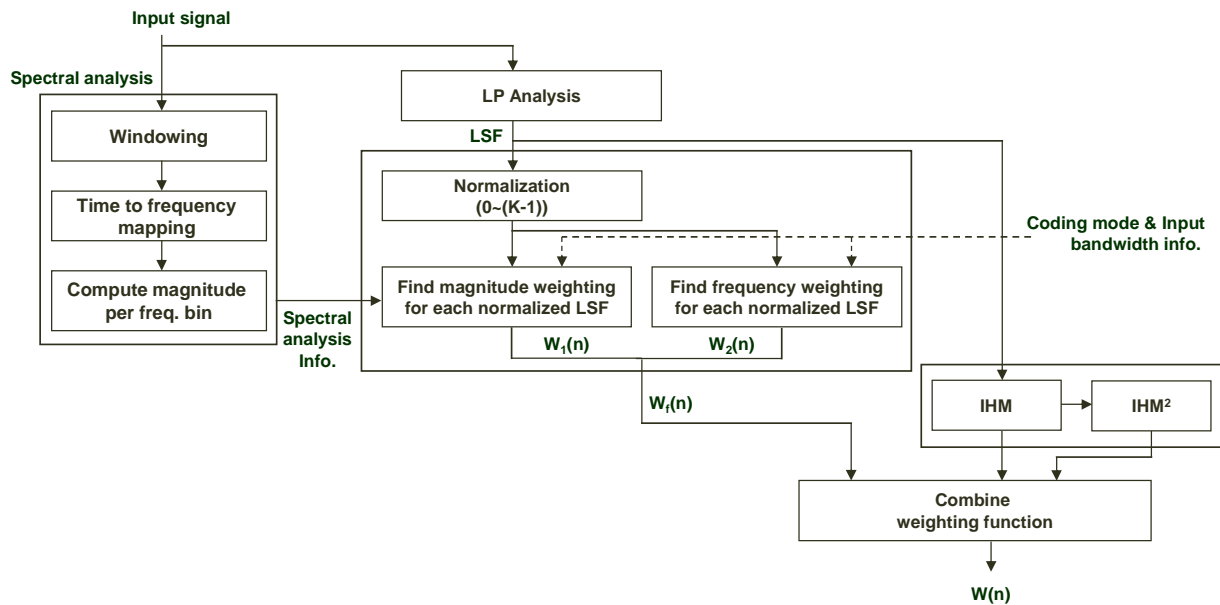 Input signal
Spectral analysis
LP Analysis
Windowing
LSF
Normalization
(0~(K-1))
Time to frequency
mapping
Coding mode & Input
bandwidth info.
Compute magnitude
per freq. bin
Find magnitude weighting
for each normalized LSF
Find frequency weighting
for each normalized LSF
Spectral
analysis
Info.
W₁(n)
W₂(n)
W_f(n)
IHM
IHM²
Combine
weighting function
W(n)